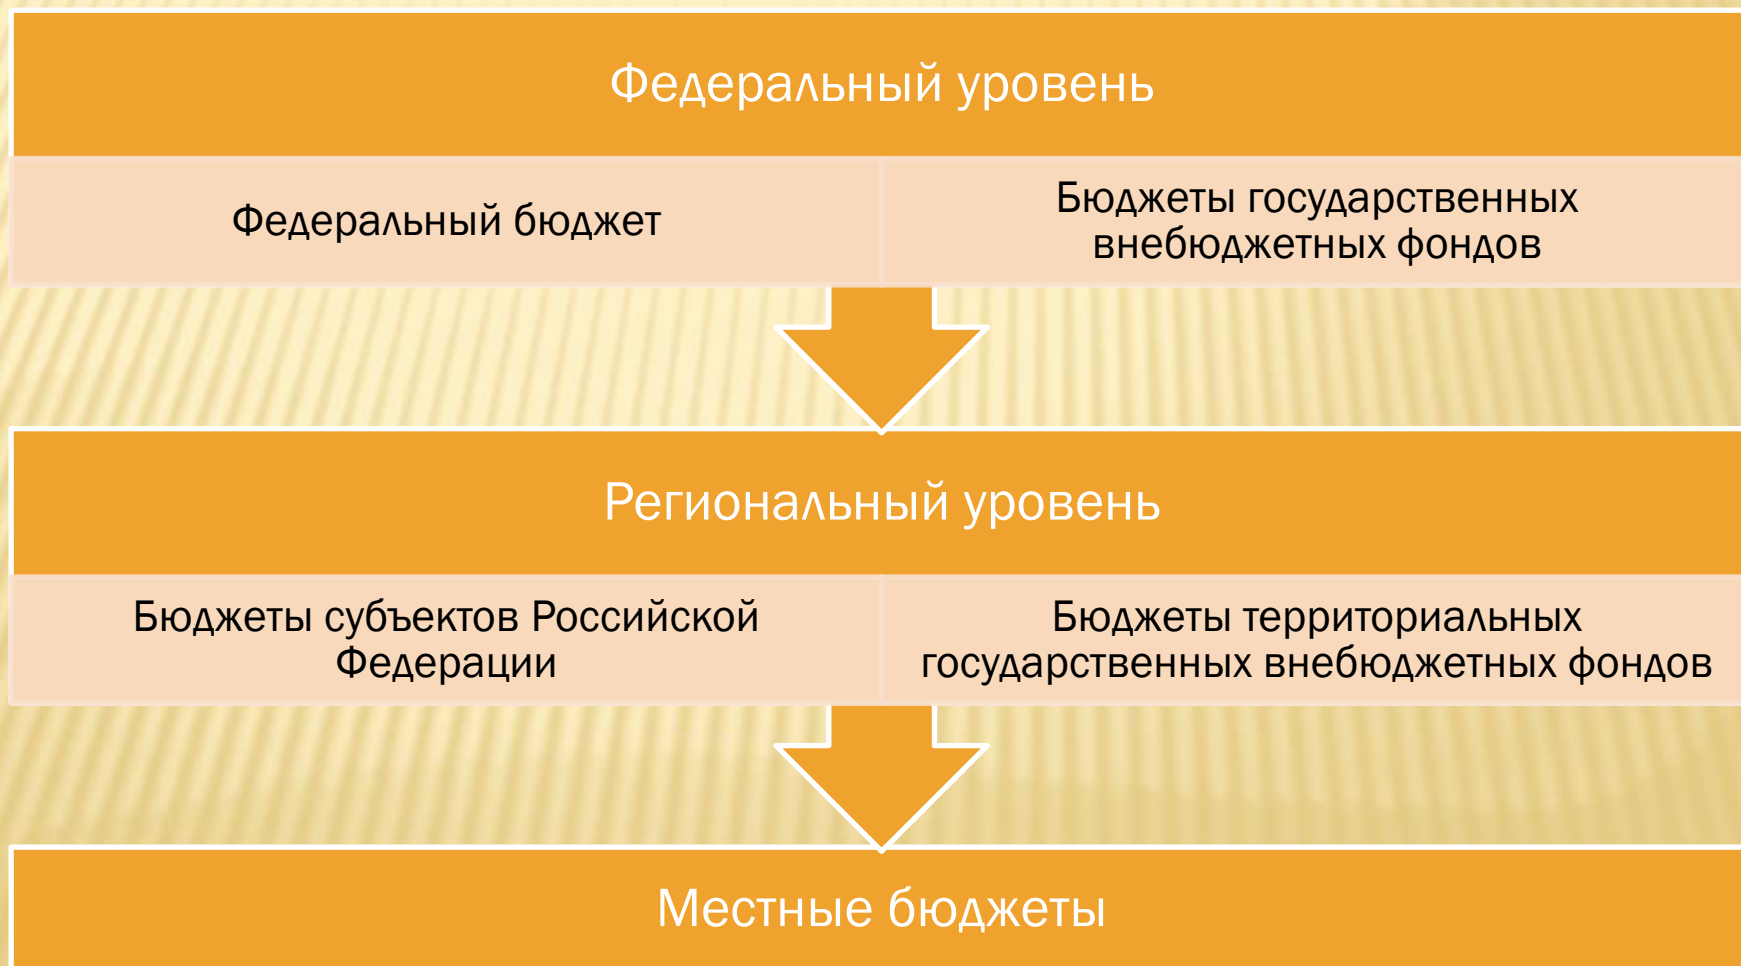 Федеральный уровень
Федеральный бюджет
Бюджеты государственных
внебюджетных фондов
Региональный уровень
Бюджеты субъектов Российской
Федерации
Бюджеты территориальных
государственных внебюджетных фондов
Местные бюджеты